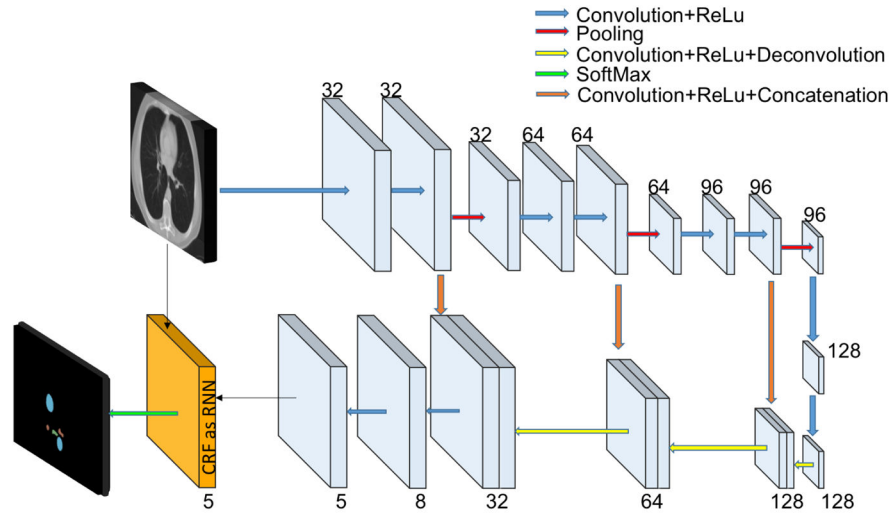 Convolution+ReLu
Pooling
Convolution+ReLu+Deconvolution
SoftMax
Convolution+ReLu+Concatenation
32
32
32
64
64
64
96
96
96
128
CRF as RNN
5
5
8
32
64
128
128